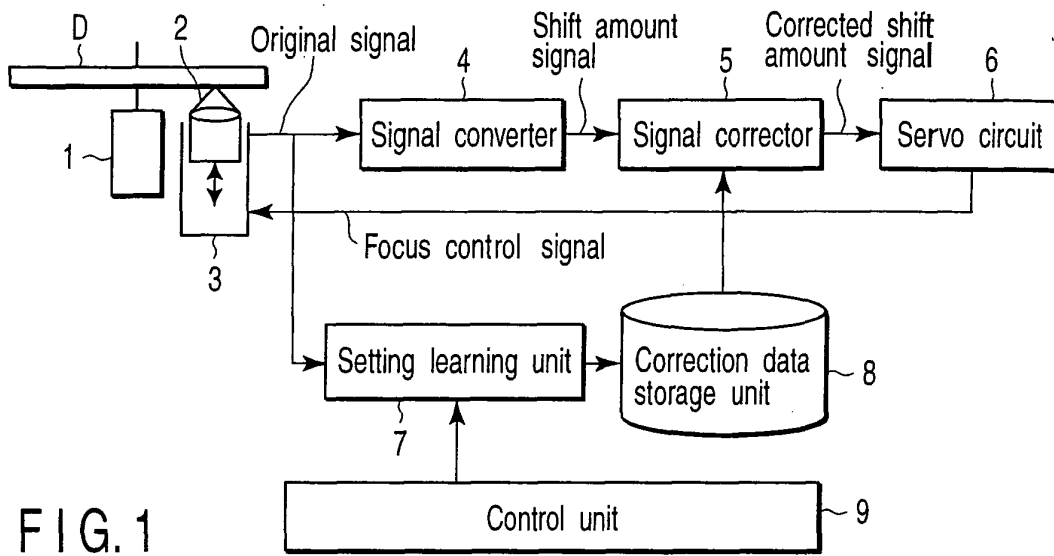 D
2
Original signal
Shift amount
signal
Corrected shift
amount signal
4
5
6
Signal converter
Signal corrector
Servo circuit
1
3
Focus control signal
Setting learning unit
7
Correction data
storage unit
8
Control unit
9
FIG. 1